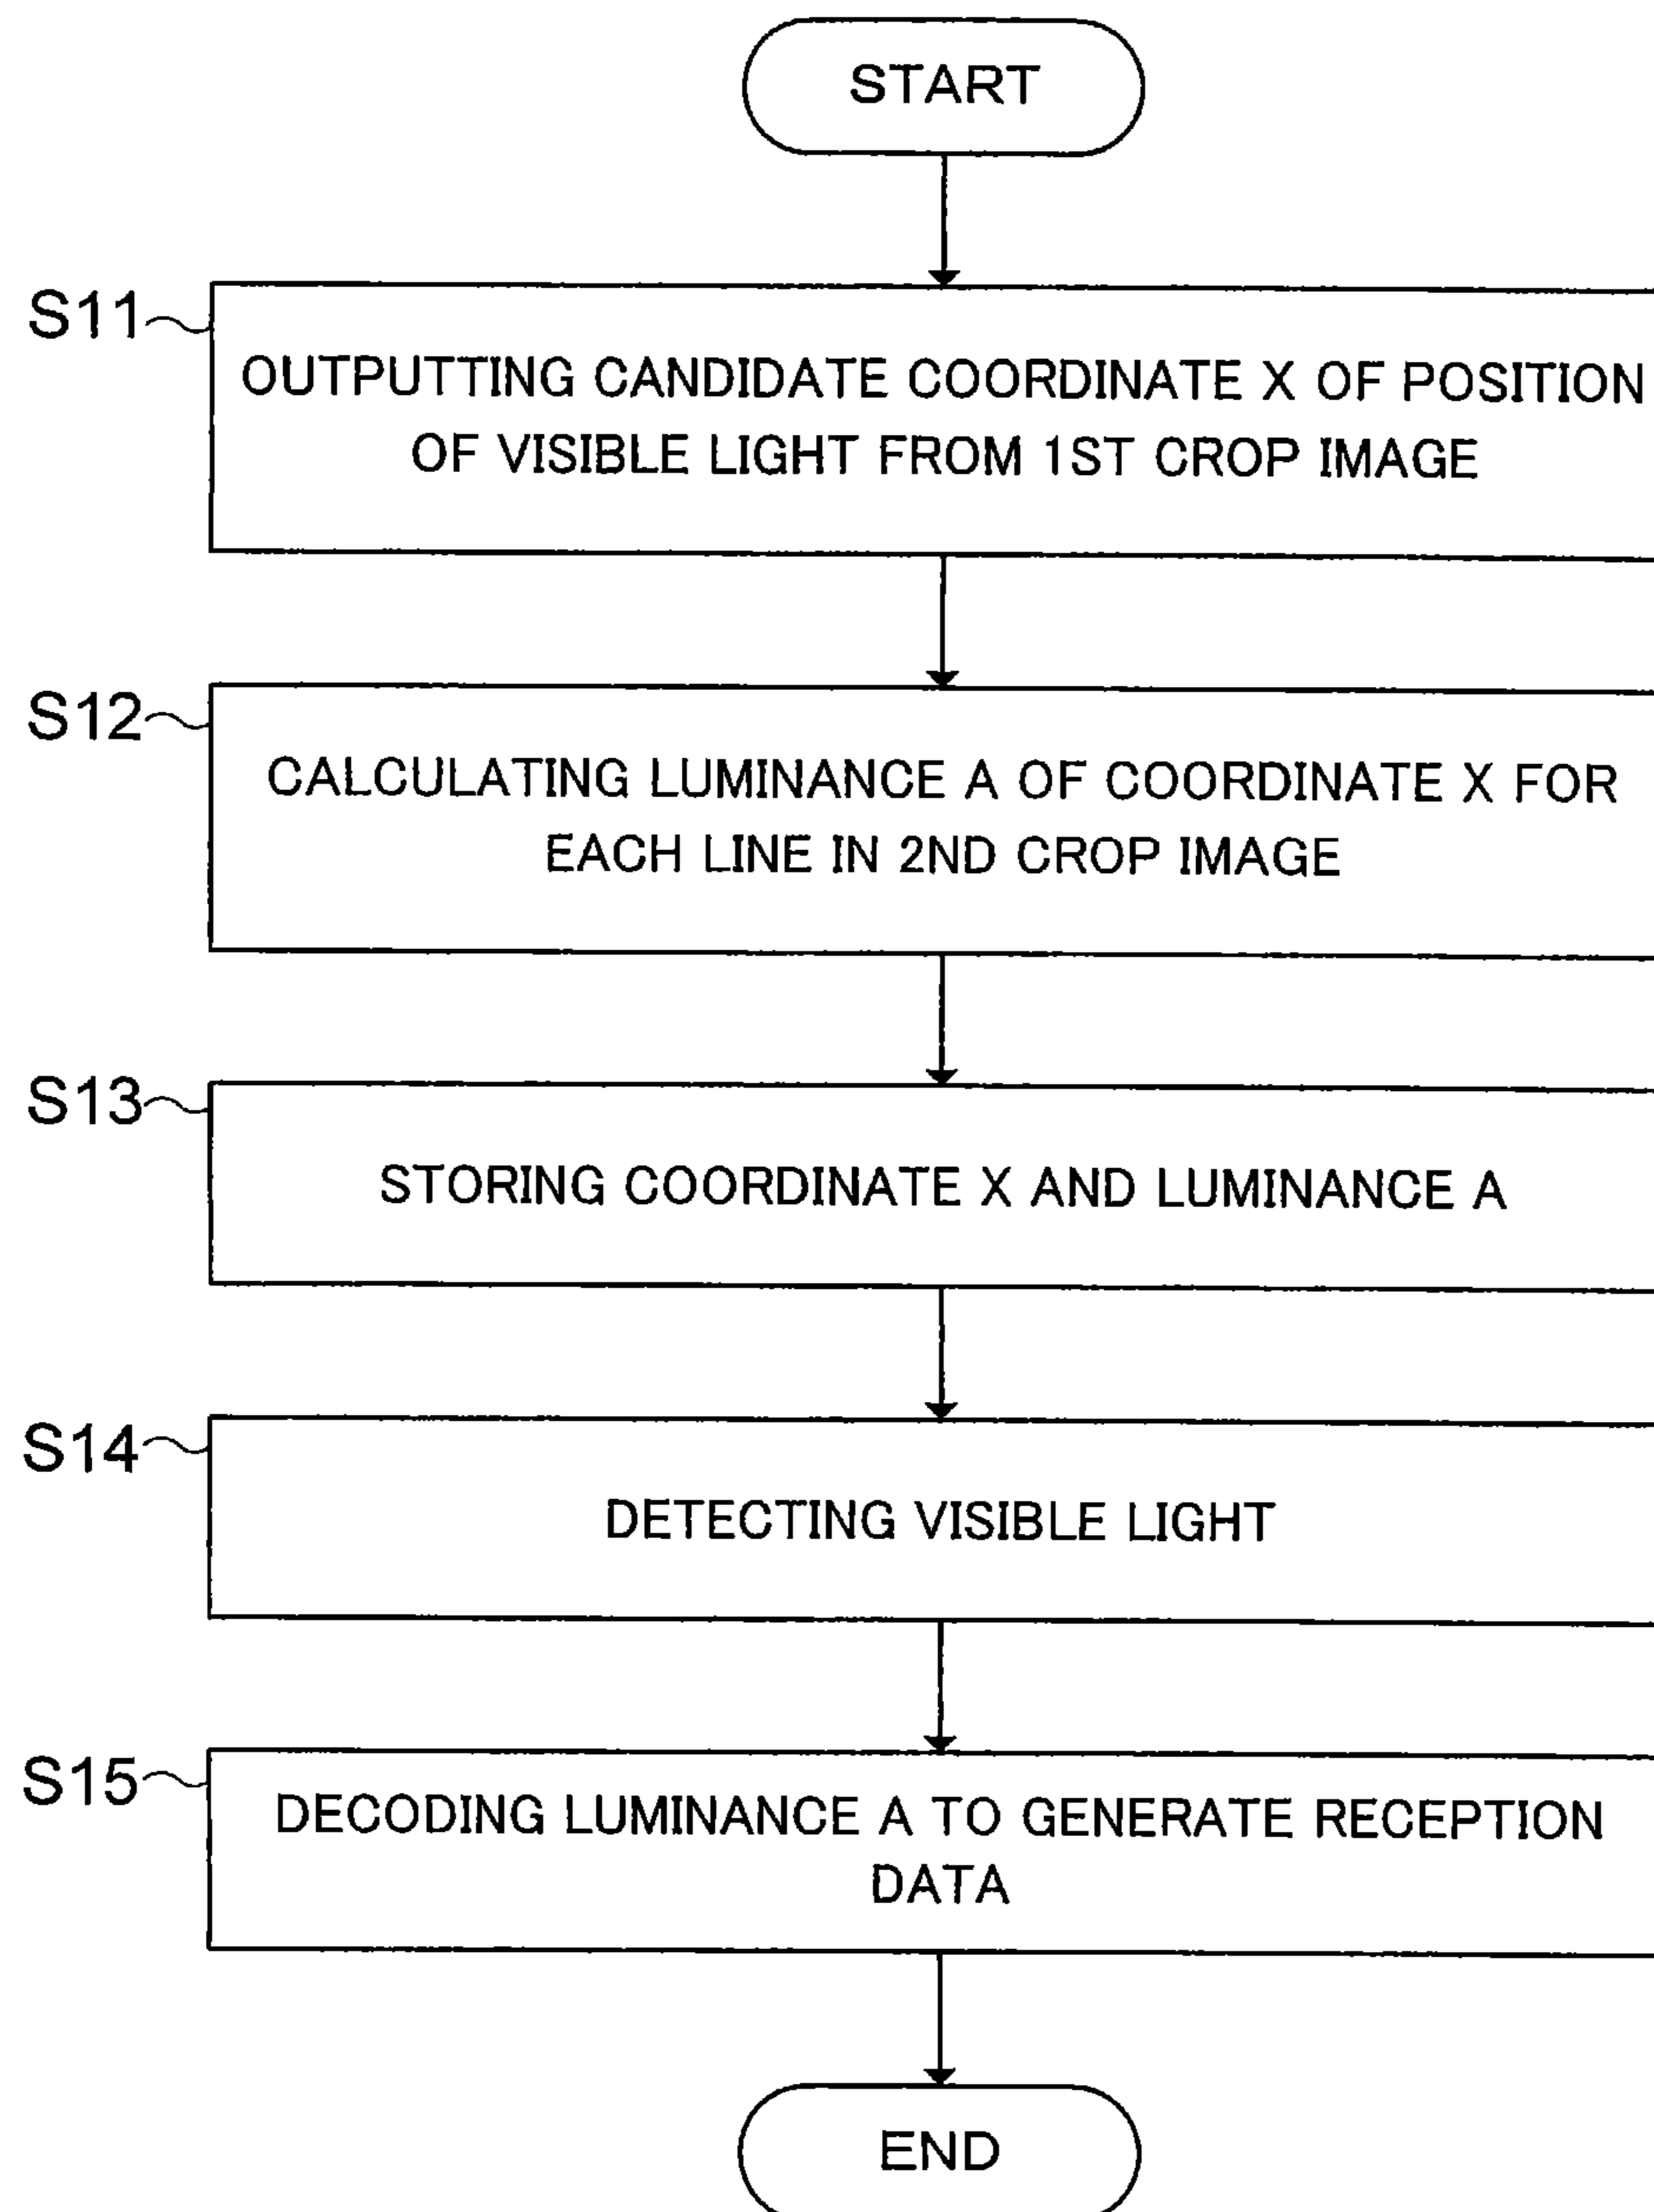 START
S11
OUTPUTTING CANDIDATE COORDINATE X OF POSITION
OF VISIBLE LIGHT FROM 1ST CROP IMAGE
S12
CALCULATING LUMINANCE A OF COORDINATE X FOR
EACH LINE IN 2ND CROP IMAGE
S13
STORING COORDINATE X AND LUMINANCE A
S14
DETECTING VISIBLE LIGHT
S15
DECODING LUMINANCE A TO GENERATE RECEPTION
DATA
END